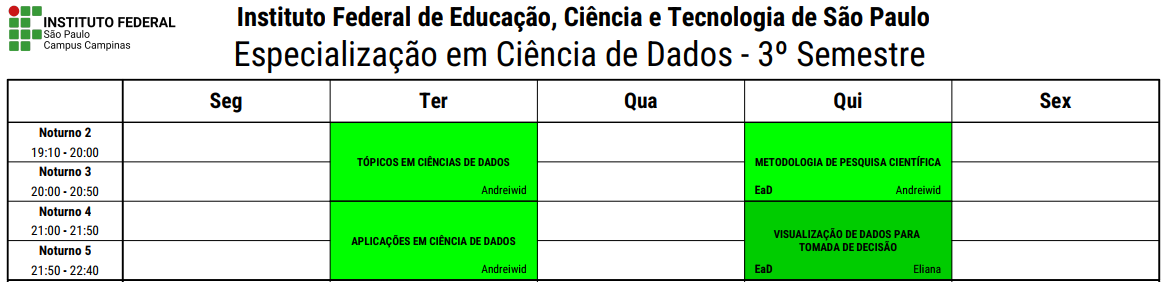 INSTITUTO FEDERAL
São Paulo
Campus Campinas
Instituto Federal de Educação, Ciência e Tecnologia de São Paulo
Especialização em Ciência de Dados - 3º Semestre
Seg Ter Qua Qui Sex
Noturno 2
19:10 - 20:00
Noturno 3
20:00 - 20:50
TÓPICOS EM CIÊNCIAS DE DADOS
Andreiwid
METODOLOGIA DE PESQUISA CIENTÍFICA
EaD Andreiwid
Noturno 4
21:00 - 21:50
Noturno 5
21:50 - 22:40
APLICAÇÕES EM CIÊNCIA DE DADOS
Andreiwid
VISUALIZAÇÃO DE DADOS PARA
TOMADA DE DECISÃO
EaD Eliana